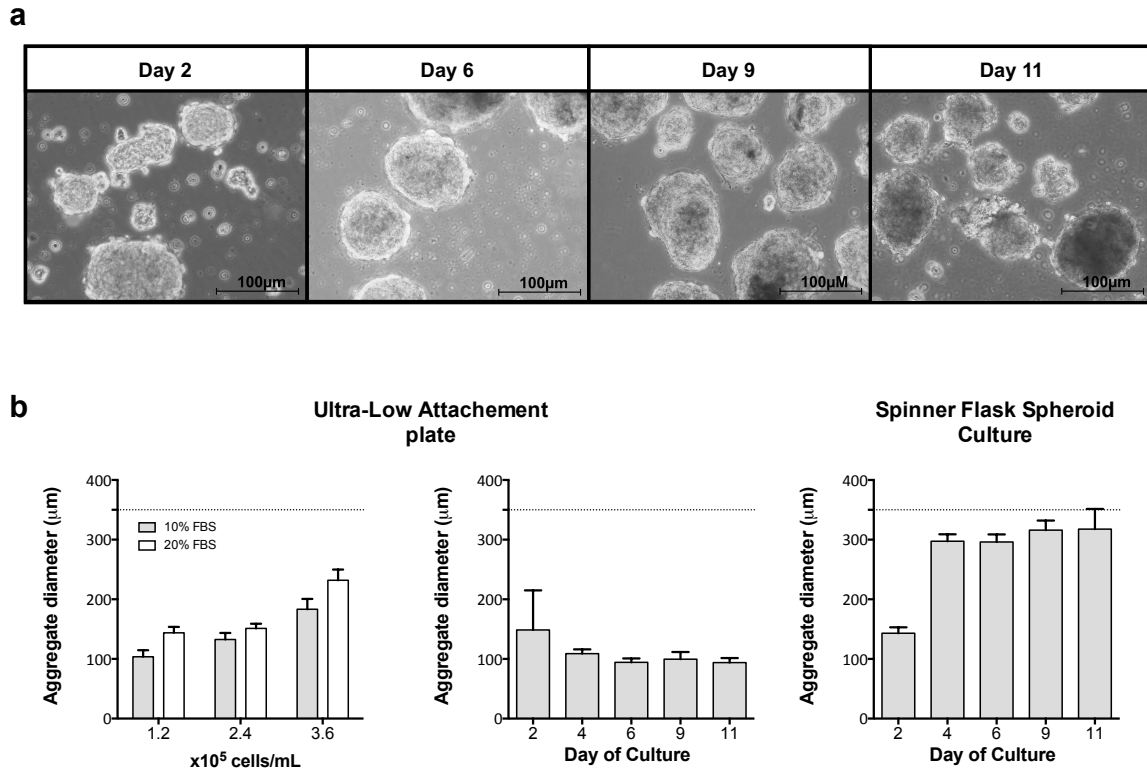 a
Day 2 Day 6 Day 9 Day 11
100µm 100µm 100µM 100µm
b
Ultra-Low Attachement
plate
Spinner Flask Spheroid
Culture
Aggregate diameter (µm)
400
300
200
100
0
10% FBS
20% FBS
1.2 2.4 3.6
x10⁵ cells/mL
Aggregate diameter (µm)
400
300
200
100
0
2 4 6 9 11
Day of Culture
Aggregate diameter (µm)
400
300
200
100
0
2 4 6 9 11
Day of Culture